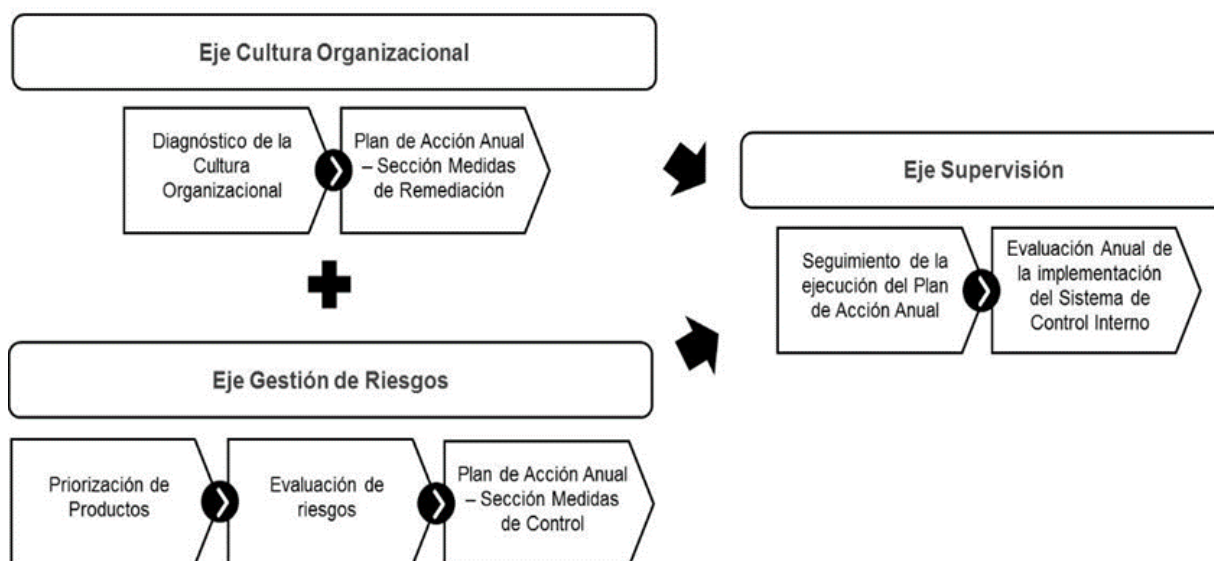 Eje Cultura Organizacional
Diagnóstico de la
Cultura
Organizacional
Plan de Acción Anual
– Sección Medidas
de Remediación
Eje Gestión de Riesgos
Priorización de
Productos
Evaluación de
riesgos
Plan de Acción Anual
– Sección Medidas
de Control
Eje Supervisión
Seguimiento de la
ejecución del Plan
de Acción Anual
Evaluación Anual de
la implementación
del Sistema de
Control Interno